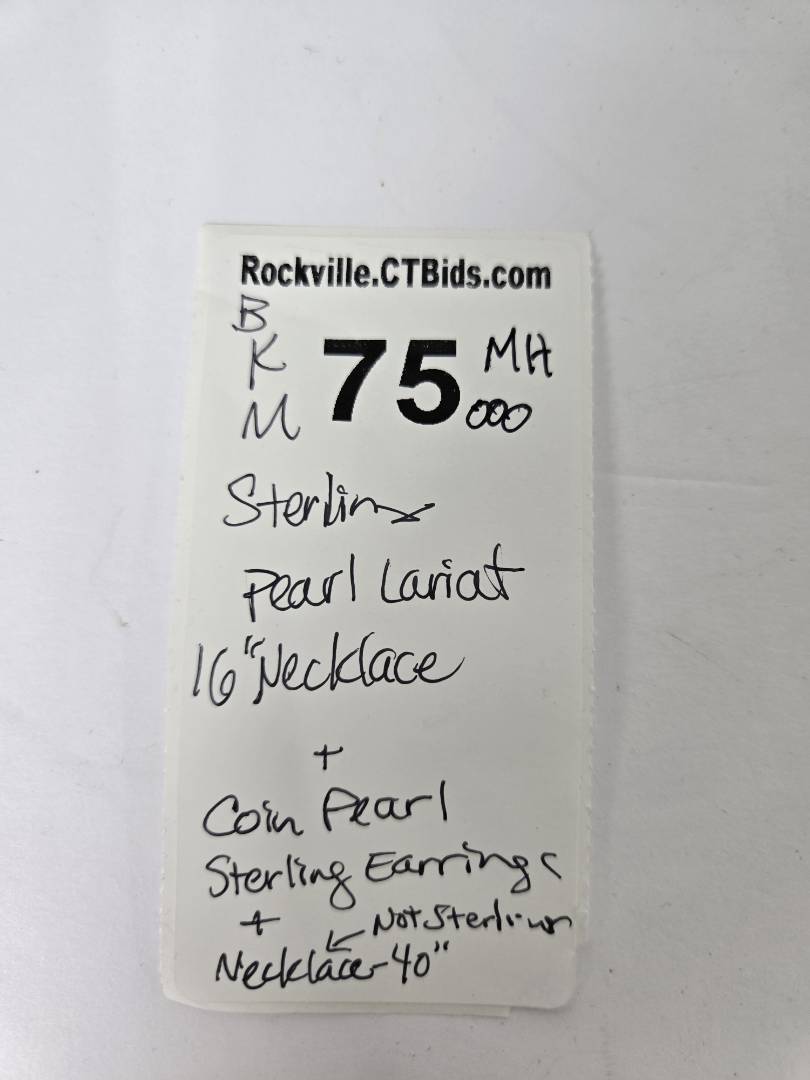 Rockville.CTBids.com
B
K 75 MH
M 000
Sterling
Pearl Lariat
16" Necklace
+
Coin Pearl
Sterling Earrings
+ ← Not Sterling
Necklace - 40"